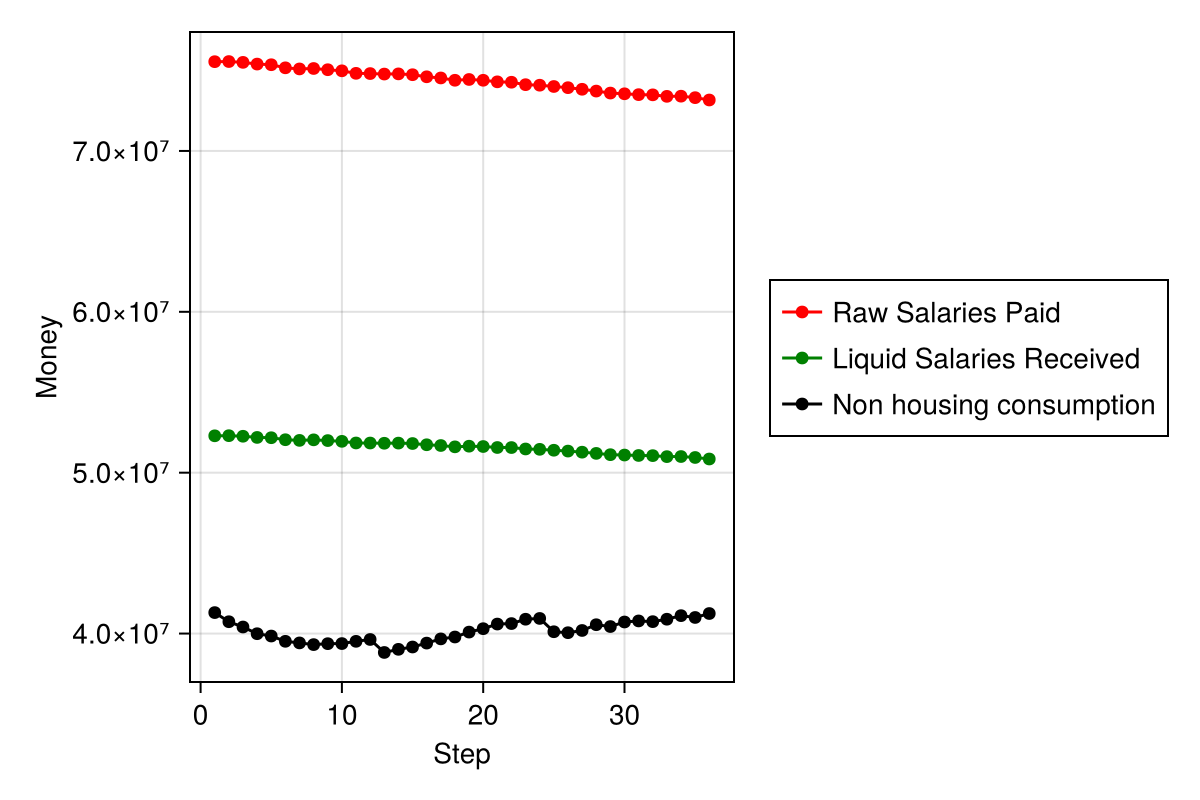 7.0×10⁷
6.0×10⁷
5.0×10⁷
4.0×10⁷
Money
0 10 20 30
Step
Raw Salaries Paid
Liquid Salaries Received
Non housing consumption